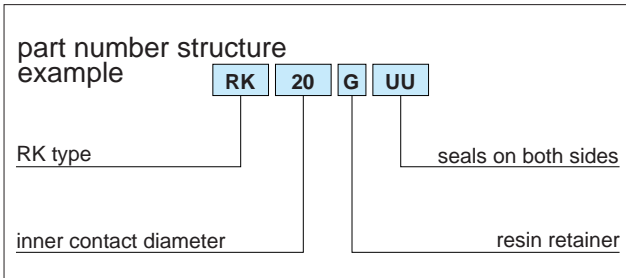 part number structure
example
RK 20 G UU
RK type
seals on both sides
inner contact diameter
resin retainer